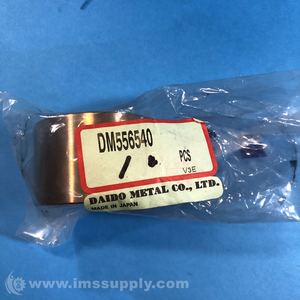 DM556540
PCS
V3E
DAIDO METAL CO., LTD.
MADE IN JAPAN
www.imssupply.com